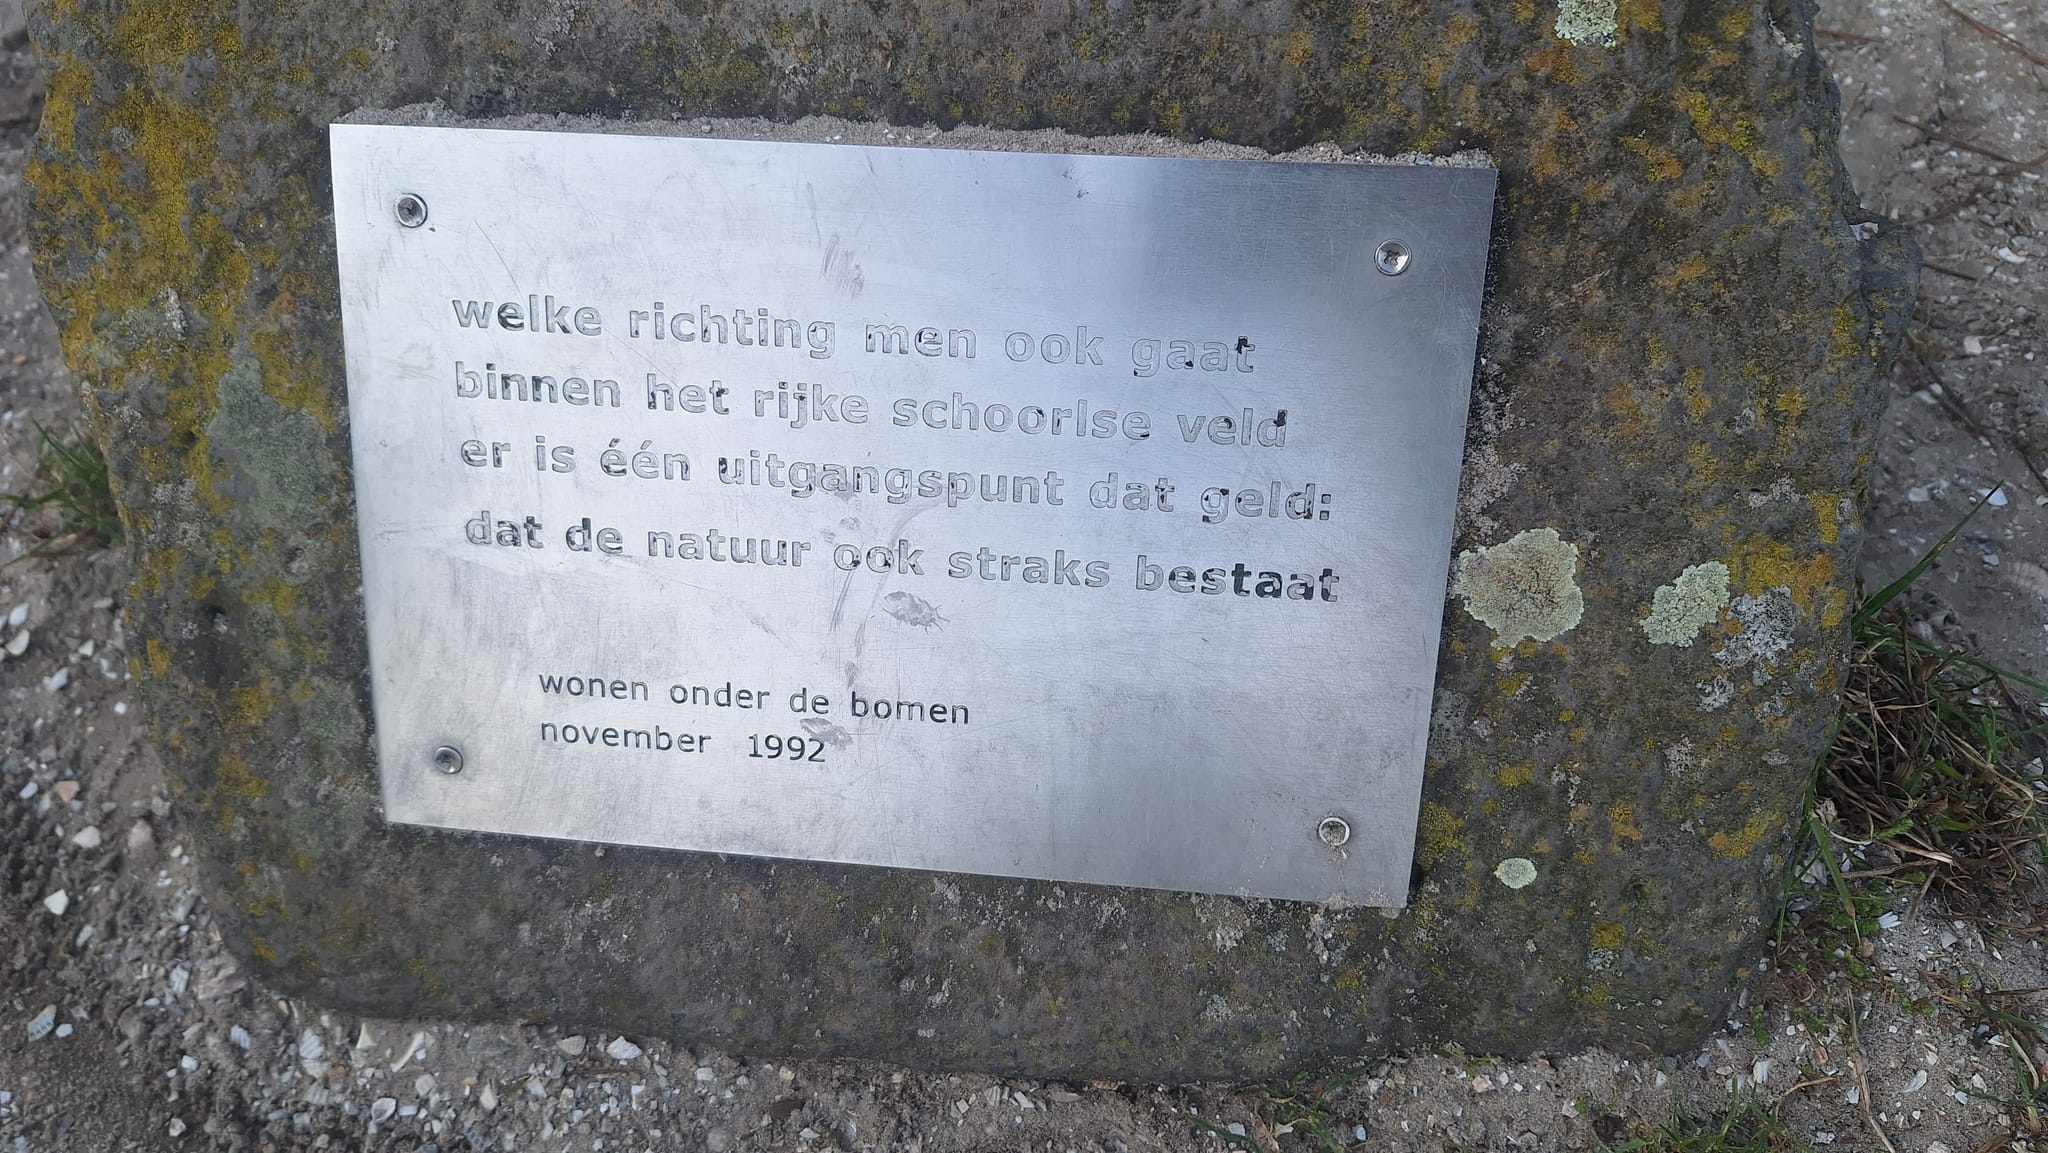 welke richting men ook gaat
binnen het rijke schoorlse veld
er is één uitgangspunt dat geld:
dat de natuur ook straks bestaat
wonen onder de bomen
november 1992